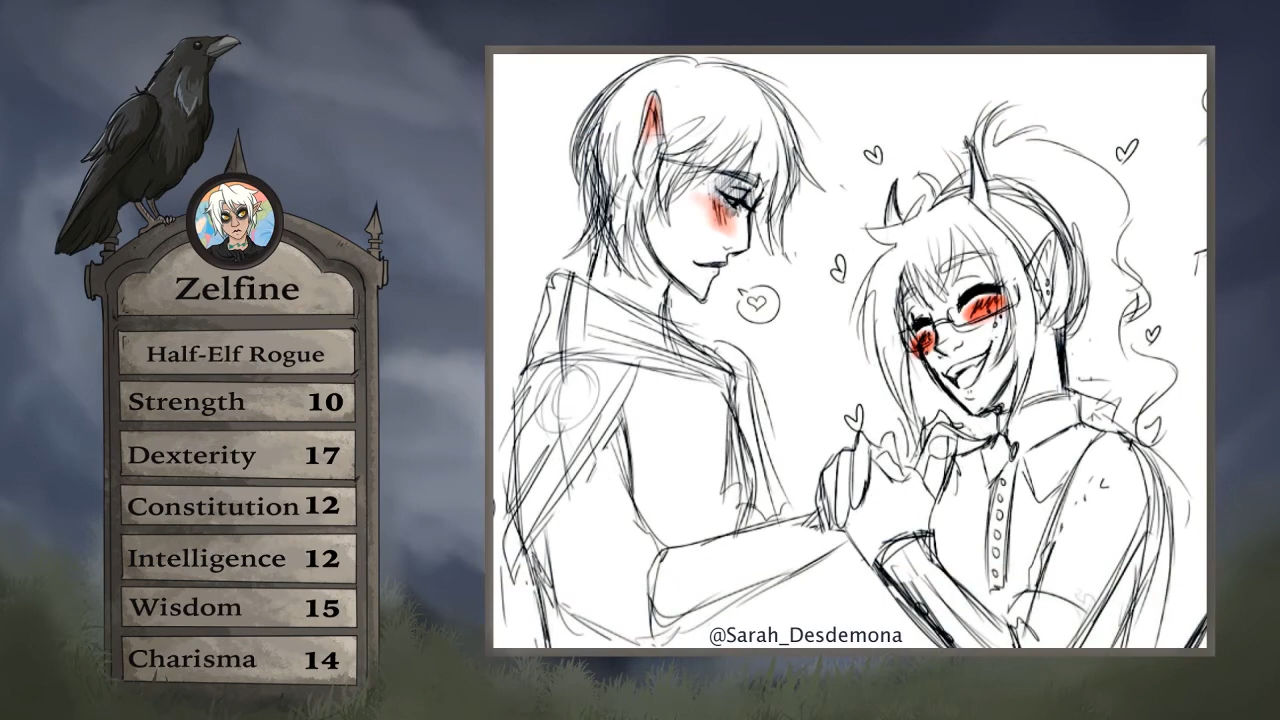 Zelfine
Half-Elf Rogue
Strength 10
Dexterity 17
Constitution 12
Intelligence 12
Wisdom 15
Charisma 14
@Sarah_Desdemona